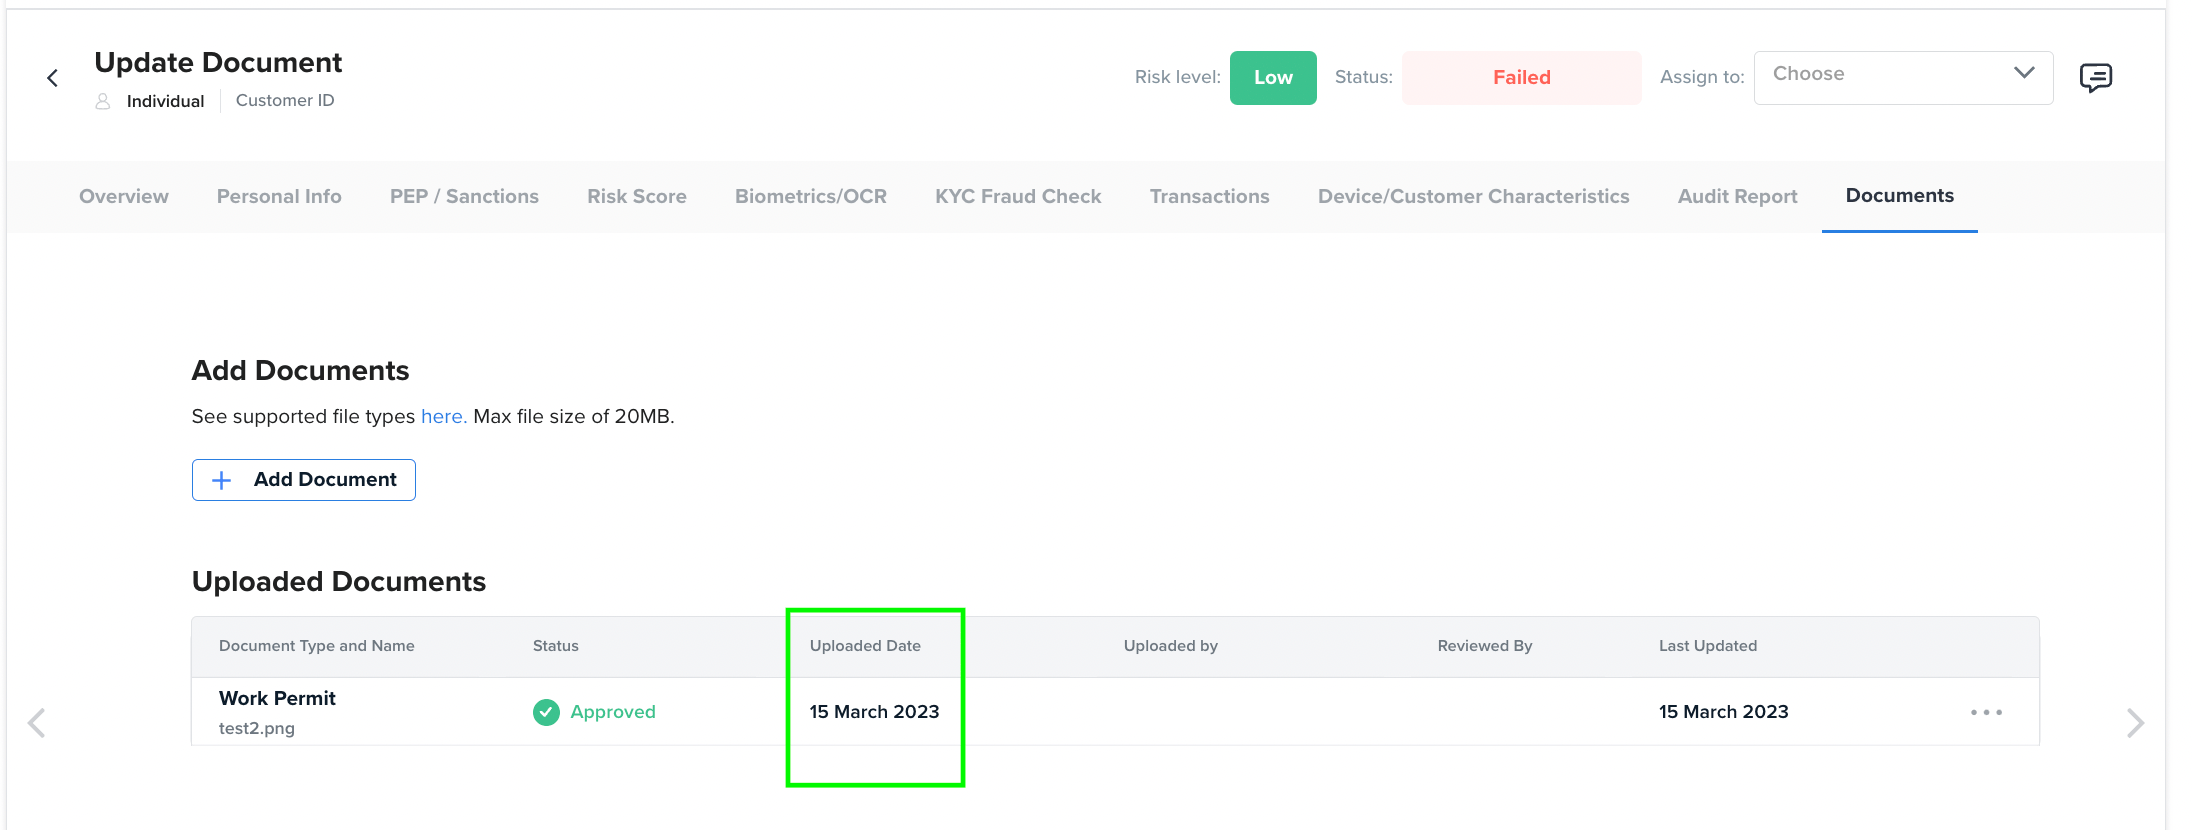 Update Document
Individual Customer ID
Risk level: Low Status: Failed Assign to: Choose
Overview Personal Info PEP / Sanctions Risk Score Biometrics/OCR KYC Fraud Check Transactions Device/Customer Characteristics Audit Report Documents
Add Documents
See supported file types here. Max file size of 20MB.
Add Document
Uploaded Documents
Document Type and Name Status Uploaded Date Uploaded by Reviewed By Last Updated
Work Permit
test2.png
Approved 15 March 2023 15 March 2023